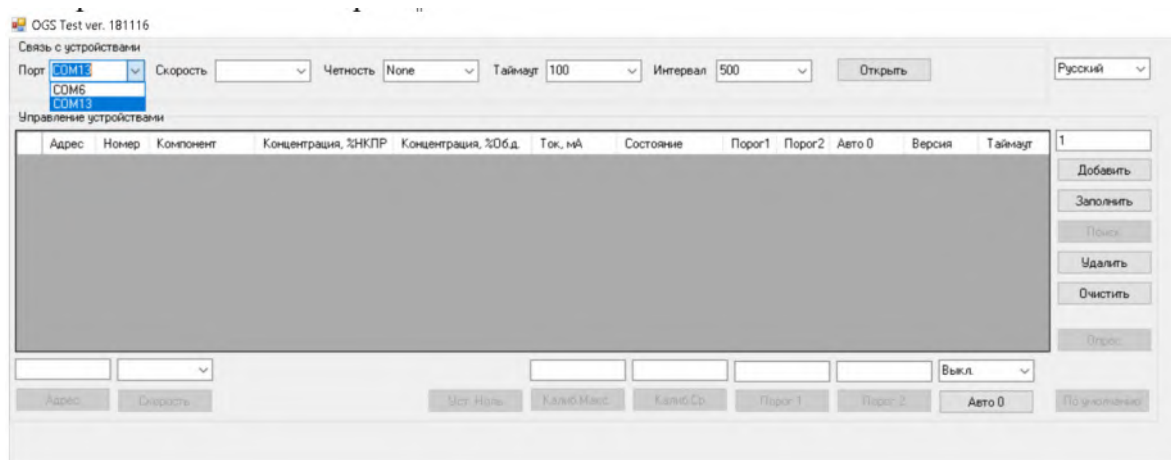 OGS Test ver. 181116
Связь с устройствами
Порт COM13 Скорость Четность None Таймаут 100 Интервал 500 Открыть Русский
COM6
COM13
Управление устройствами
Адрес Номер Компонент Концентрация, %НКПР Концентрация, %Об.д. Ток, мА Состояние Порог1 Порог2 Авто 0 Версия Таймаут 1
Добавить
Заполнить
Поиск
Удалить
Очистить
Опрос
Выкл.
Адрес Скорость Уст. Ноль Калиб.Макс. Калиб.Ср. Порог 1 Порог 2 Авто 0 По умолчанию